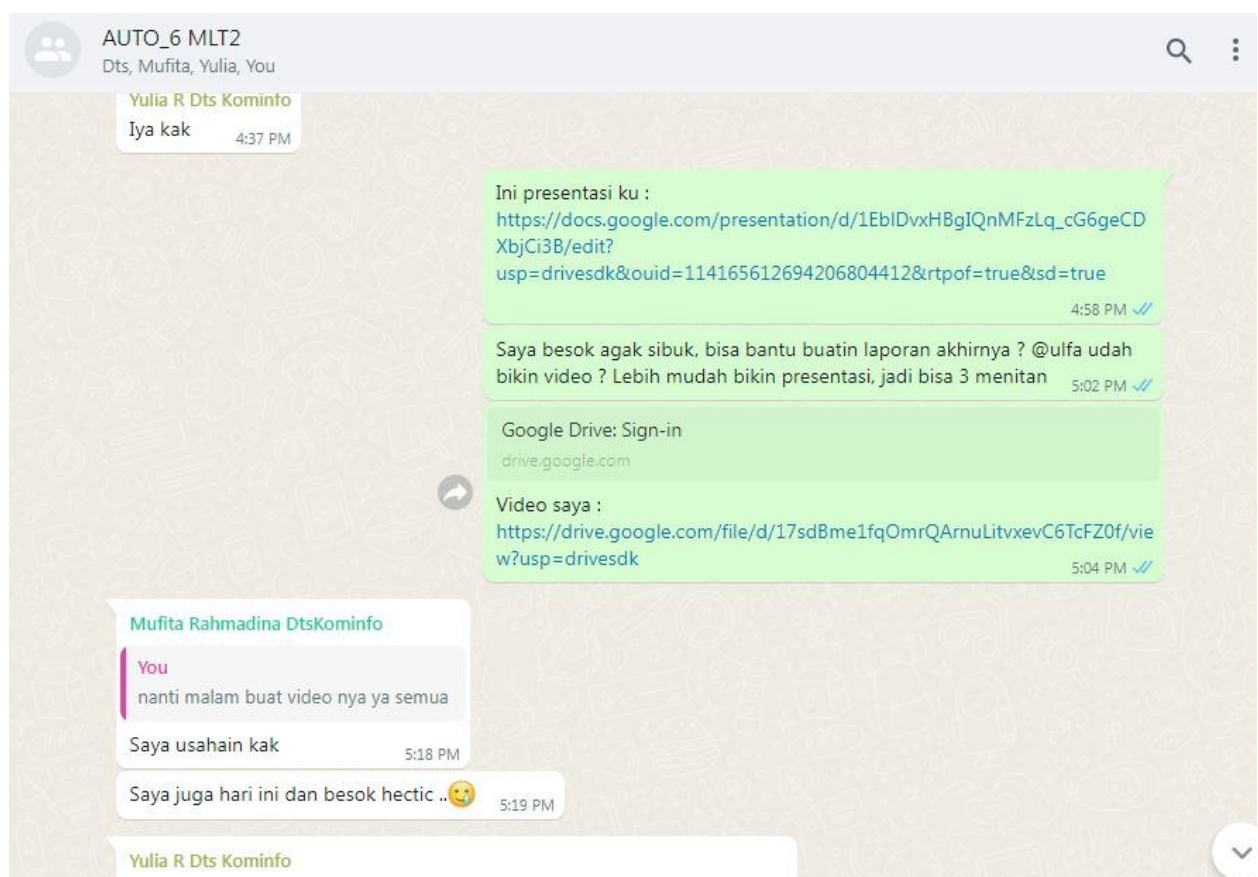 AUTO_6 MLT2
Dts, Mufita, Yulia, You
Yulia R Dts Kominfo
Iya kak
4:37 PM
Ini presentasi ku :
https://docs.google.com/presentation/d/1EblDvxHBgIQnMFzLq_cG6geCD
XbjCi3B/edit?
usp=drivesdk&ouid=114165612694206804412&rtpof=true&sd=true
4:58 PM
Saya besok agak sibuk, bisa bantu buatin laporan akhirnya ? @ulfa udah
bikin video ? Lebih mudah bikin presentasi, jadi bisa 3 menitan
5:02 PM
Google Drive: Sign-in
drive.google.com
Video saya :
https://drive.google.com/file/d/17sdBme1fqOmrQArnuLitvxevC6TcFZ0f/vie
w?usp=drivesdk
5:04 PM
Mufita Rahmadina DtsKominfo
You
nanti malam buat video nya ya semua
Saya usahain kak
5:18 PM
Saya juga hari ini dan besok hectic ..🥲
5:19 PM
Yulia R Dts Kominfo